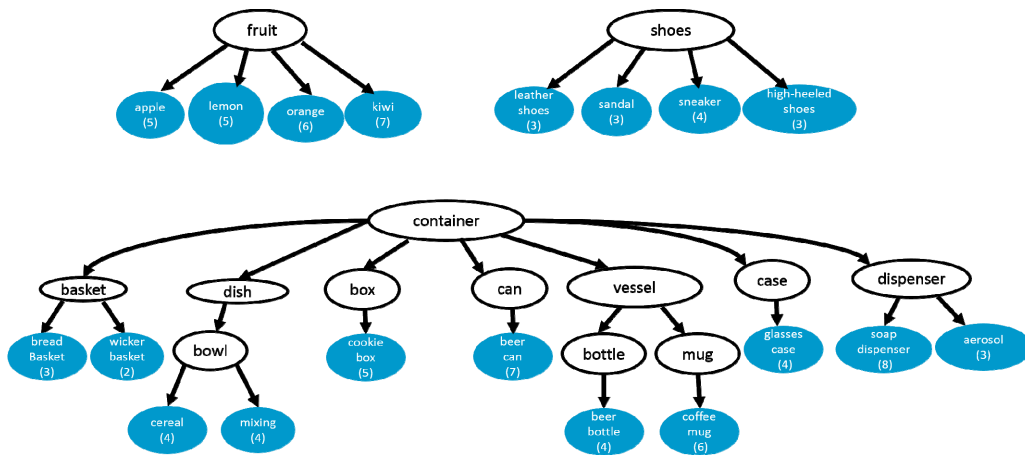 fruit
shoes
apple
(5)
lemon
(5)
orange
(6)
kiwi
(7)
leather
shoes
(3)
sandal
(3)
sneaker
(4)
high-heeled
shoes
(3)
container
basket
dish
box
can
vessel
case
dispenser
bread
Basket
(3)
wicker
basket
(2)
bowl
cookie
box
(5)
beer
can
(7)
bottle
mug
glasses
case
(4)
soap
dispenser
(8)
aerosol
(3)
cereal
(4)
mixing
(4)
beer
bottle
(4)
coffee
mug
(6)